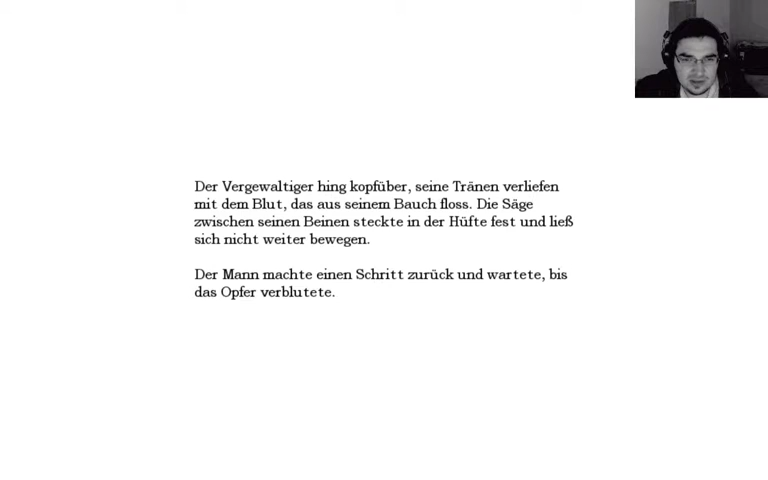 Der Vergewaltiger hing kopfüber, seine Tränen verliefen
mit dem Blut, das aus seinem Bauch floss. Die Säge
zwischen seinen Beinen steckte in der Hüfte fest und ließ
sich nicht weiter bewegen.
Der Mann machte einen Schritt zurück und wartete, bis
das Opfer verblutete.